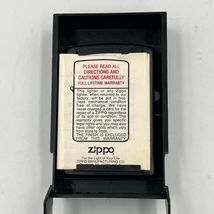 PLEASE READ ALL
DIRECTIONS AND
CAUTIONS CAREFULLY
FULL LIFETIME WARRANTY
This lighter or any Zippo
lighter, when returned to our
factory, will be put in first-
class mechanical condition
free of charge. We have
never charged a cent for the
repair of a ZIPPO regardless
of its age or condition. This
warranty gives you specific
legal rights and you may also
have other rights which vary
from state to state.
THE FINISH IS EXCLUDED
FROM THIS WARRANTY.
zippo
For the Light of Your Life
ZIPPO MANUFACTURING CO.